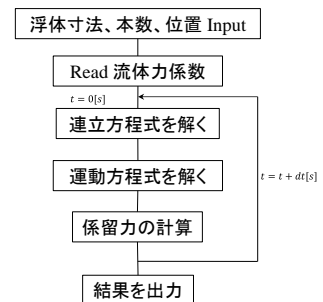 浮体寸法、本数、位置 Input
Read 流体力係数
t = 0[s]
連立方程式を解く
運動方程式を解く
t = t + dt[s]
係留力の計算
結果を出力